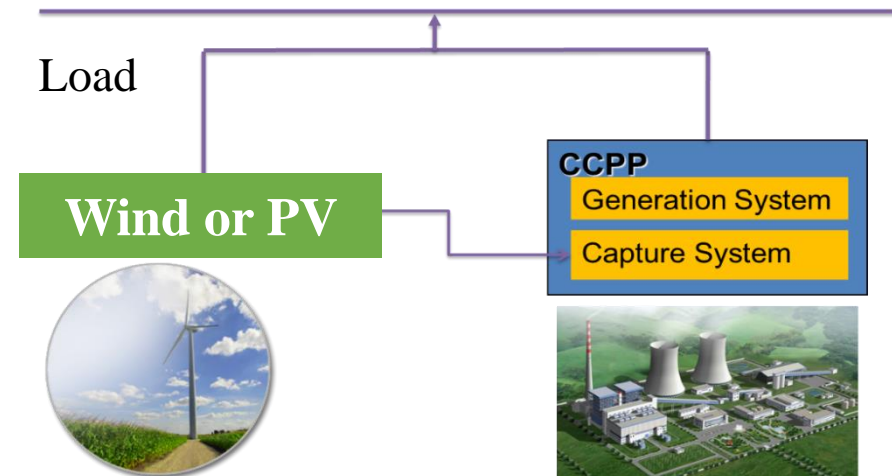 Load
Wind or PV
CCPP
Generation System
Capture System